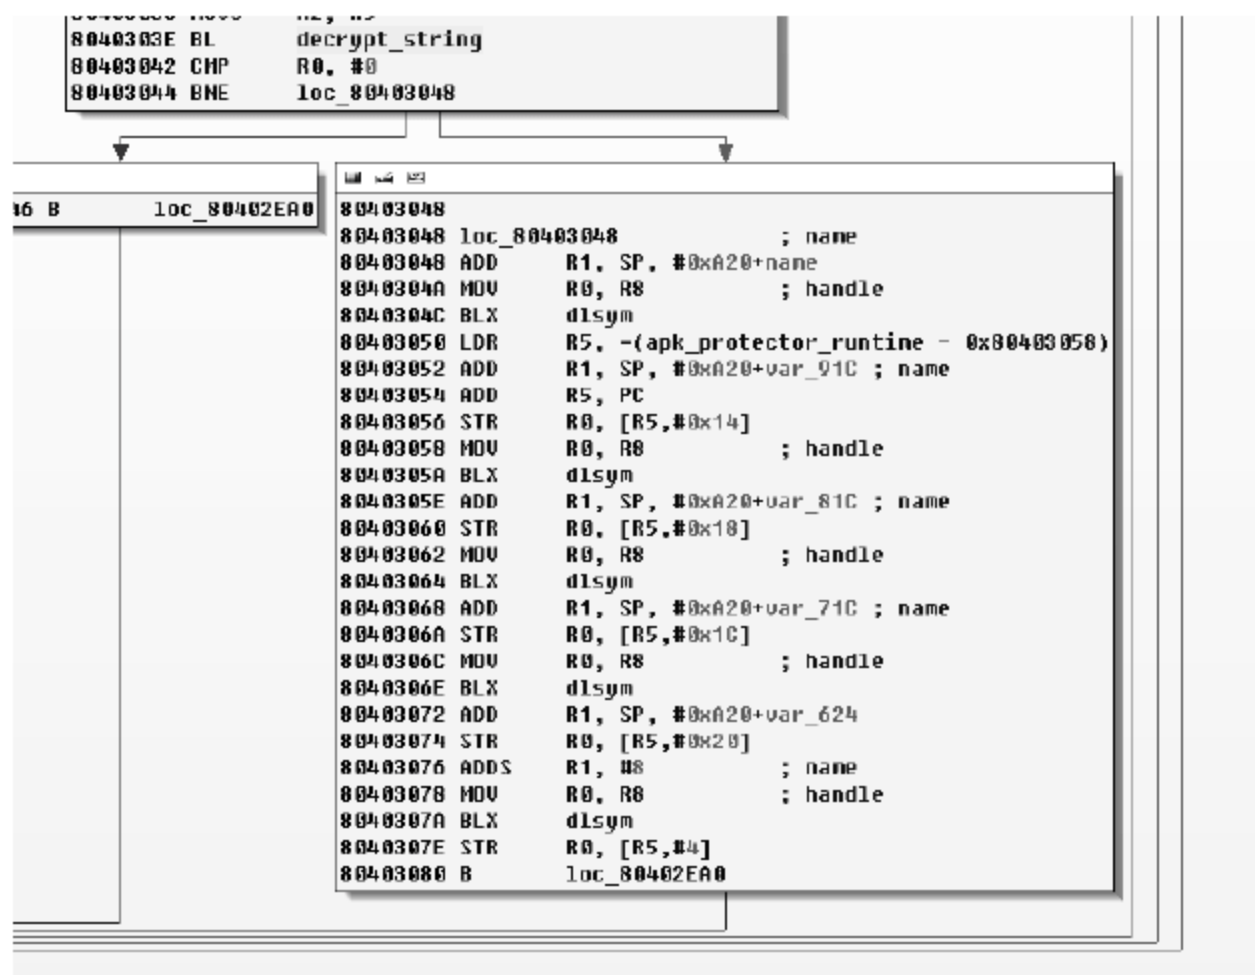 8040303E BL decrypt_string
80403042 CMP R0, #0
80403044 BNE loc_80403048
46 B loc_80402EA0
80403048
80403048 loc_80403048 ; name
80403048 ADD R1, SP, #0xA20+name
8040304A MOV R0, R8 ; handle
8040304C BLX dlsym
80403050 LDR R5, -(apk_protector_runtime - 0x80403058)
80403052 ADD R1, SP, #0xA20+var_91C ; name
80403054 ADD R5, PC
80403056 STR R0, [R5,#0x14]
80403058 MOV R0, R8 ; handle
8040305A BLX dlsym
8040305E ADD R1, SP, #0xA20+var_81C ; name
80403060 STR R0, [R5,#0x18]
80403062 MOV R0, R8 ; handle
80403064 BLX dlsym
80403068 ADD R1, SP, #0xA20+var_71C ; name
8040306A STR R0, [R5,#0x1C]
8040306C MOV R0, R8 ; handle
8040306E BLX dlsym
80403072 ADD R1, SP, #0xA20+var_624
80403074 STR R0, [R5,#0x20]
80403076 ADDS R1, #8 ; name
80403078 MOV R0, R8 ; handle
8040307A BLX dlsym
8040307E STR R0, [R5,#4]
80403080 B loc_80402EA0